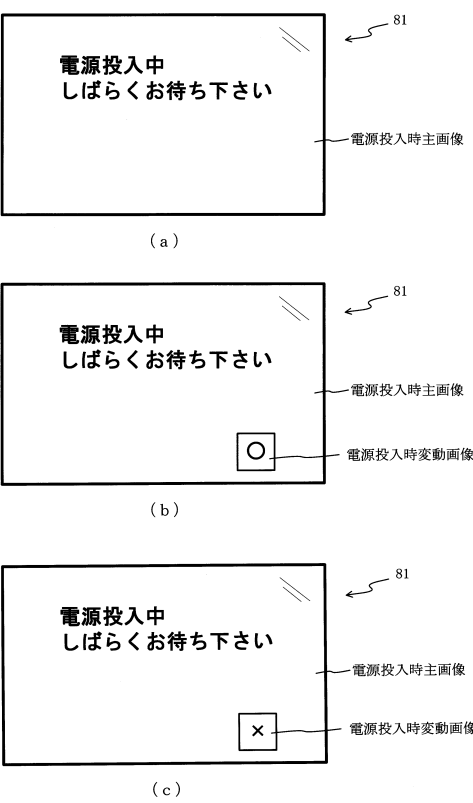 81
電源投入中
しばらくお待ち下さい
電源投入時主画像
(a)
81
電源投入中
しばらくお待ち下さい
電源投入時主画像
○
電源投入時変動画像
(b)
81
電源投入中
しばらくお待ち下さい
電源投入時主画像
×
電源投入時変動画像
(c)